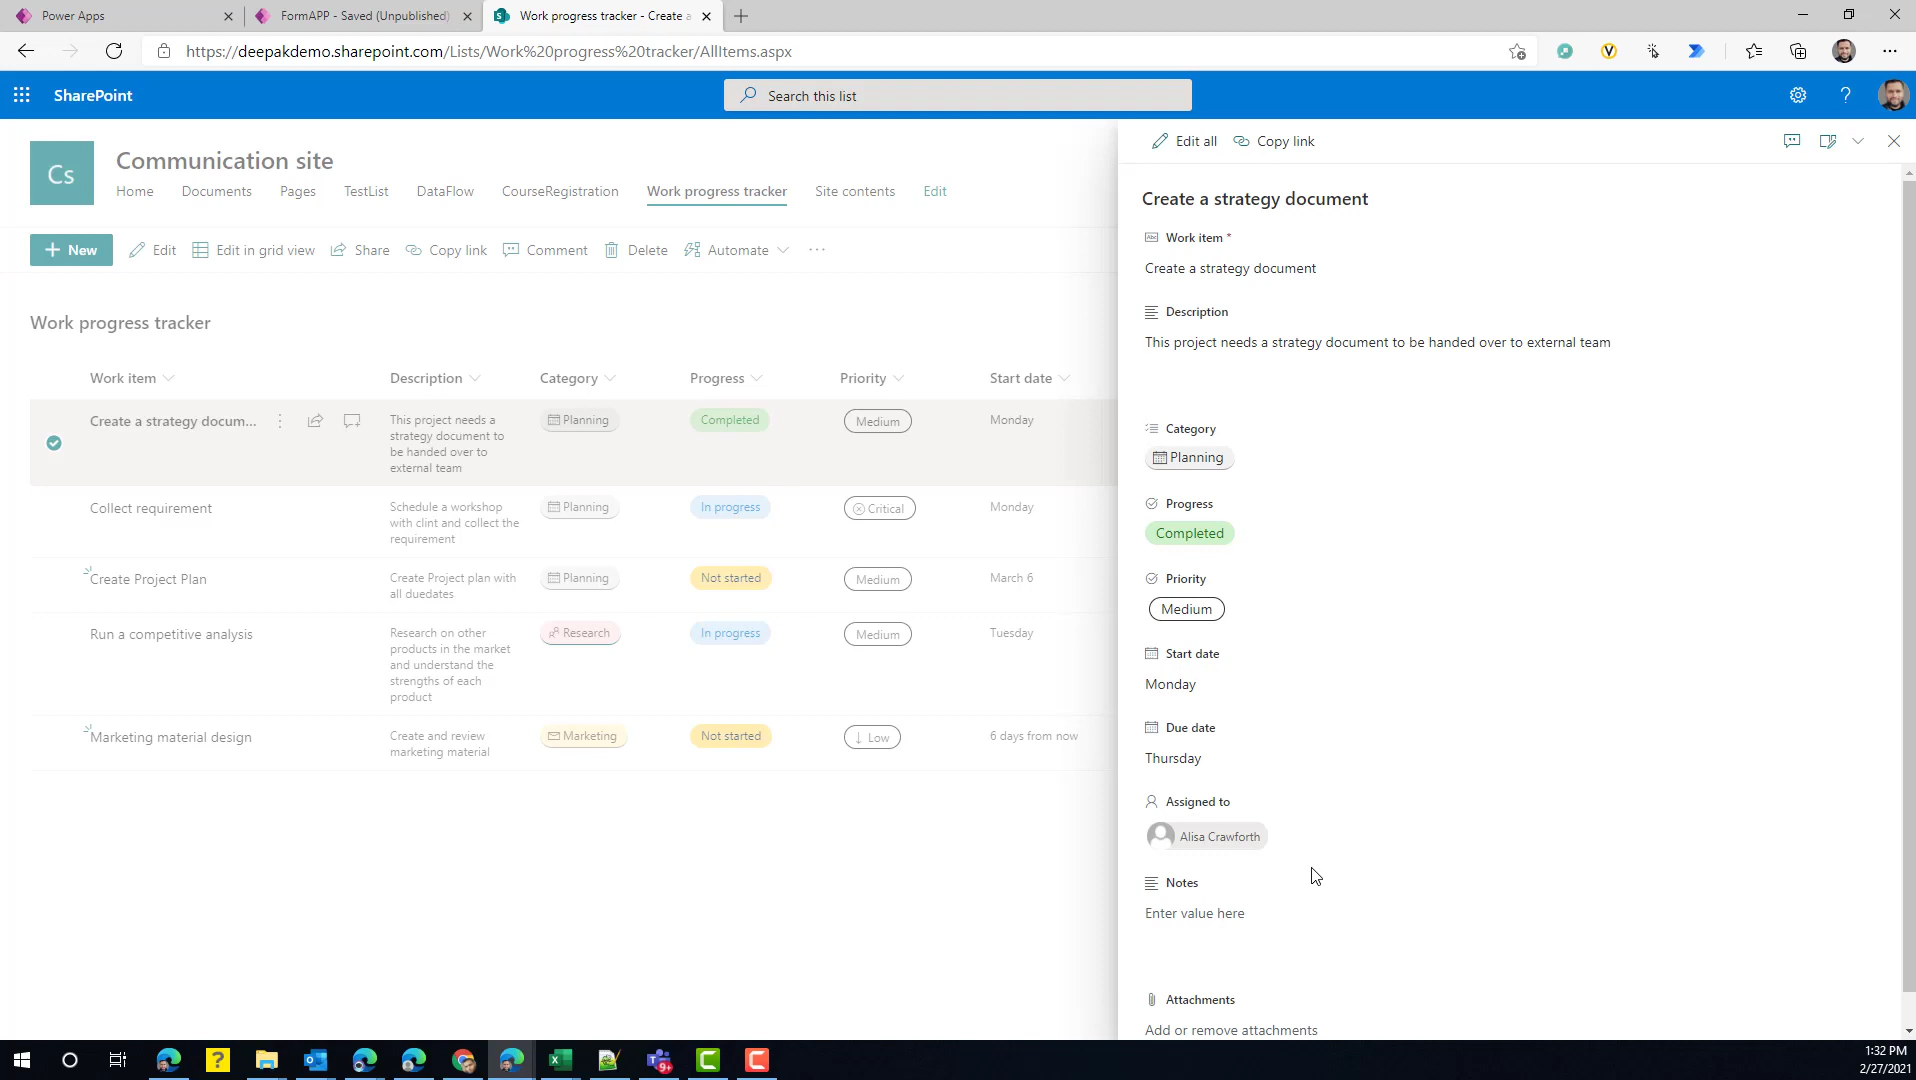 Power Apps
FormAPP - Saved (Unpublished)
Work progress tracker - Create a
https://deepakdemo.sharepoint.com/Lists/Work%20progress%20tracker/AllItems.aspx
SharePoint
Search this list
Cs
Communication site
Home
Documents
Pages
TestList
DataFlow
CourseRegistration
Work progress tracker
Site contents
Edit
New
Edit
Edit in grid view
Share
Copy link
Comment
Delete
Automate
Work progress tracker
Work item
Description
Category
Progress
Priority
Start date
Create a strategy docum...
This project needs a
strategy document to
be handed over to
external team
Planning
Completed
Medium
Monday
Collect requirement
Schedule a workshop
with clint and collect the
requirement
Planning
In progress
Critical
Monday
Create Project Plan
Create Project plan with
all duedates
Planning
Not started
Medium
March 6
Run a competitive analysis
Research on other
products in the market
and understand the
strengths of each
product
Research
In progress
Medium
Tuesday
Marketing material design
Create and review
marketing material
Marketing
Not started
Low
6 days from now
Edit all
Copy link
Create a strategy document
Work item *
Create a strategy document
Description
This project needs a strategy document to be handed over to external team
Category
Planning
Progress
Completed
Priority
Medium
Start date
Monday
Due date
Thursday
Assigned to
Alisa Crawforth
Notes
Enter value here
Attachments
Add or remove attachments
9+
1:32 PM
2/27/2021